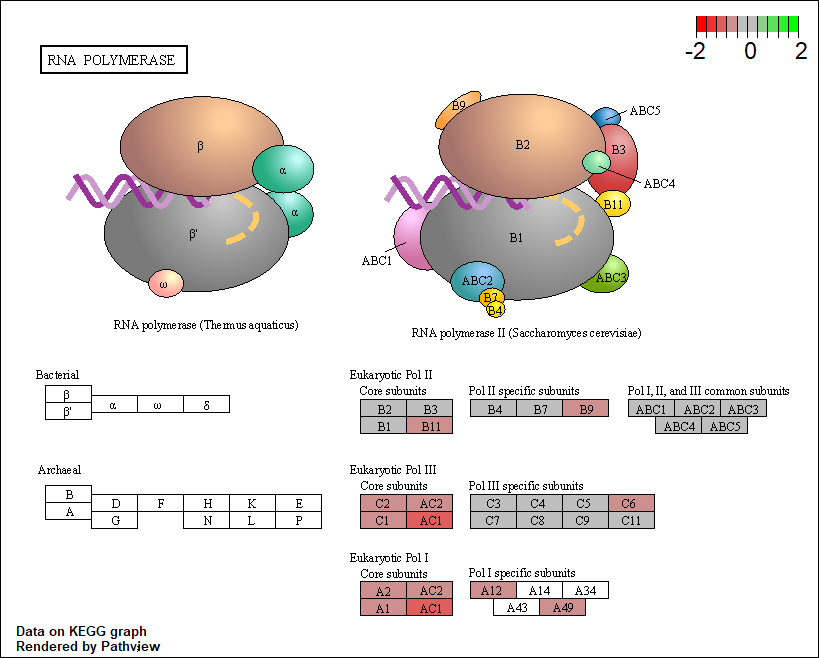 -2 0 2
RNA POLYMERASE
β
α
α
β'
ω
RNA polymerase (Thermus aquaticus)
B9
ABC5
B2
B3
ABC4
B11
B1
ABC1
ABC2
ABC3
B7
B4
RNA polymerase II (Saccharomyces cerevisiae)
Bacterial
β
β'
α ω δ
Archaeal
B
A
D F H K E
G N L P
Eukaryotic Pol II
Core subunits Pol II specific subunits Pol I, II, and III common subunits
B2 B3 B4 B7 B9 ABC1 ABC2 ABC3
B1 B11 ABC4 ABC5
Eukaryotic Pol III
Core subunits Pol III specific subunits
C2 AC2 C3 C4 C5 C6
C1 AC1 C7 C8 C9 C11
Eukaryotic Pol I
Core subunits Pol I specific subunits
A2 AC2 A12 A14 A34
A1 AC1 A43 A49
Data on KEGG graph
Rendered by Pathview